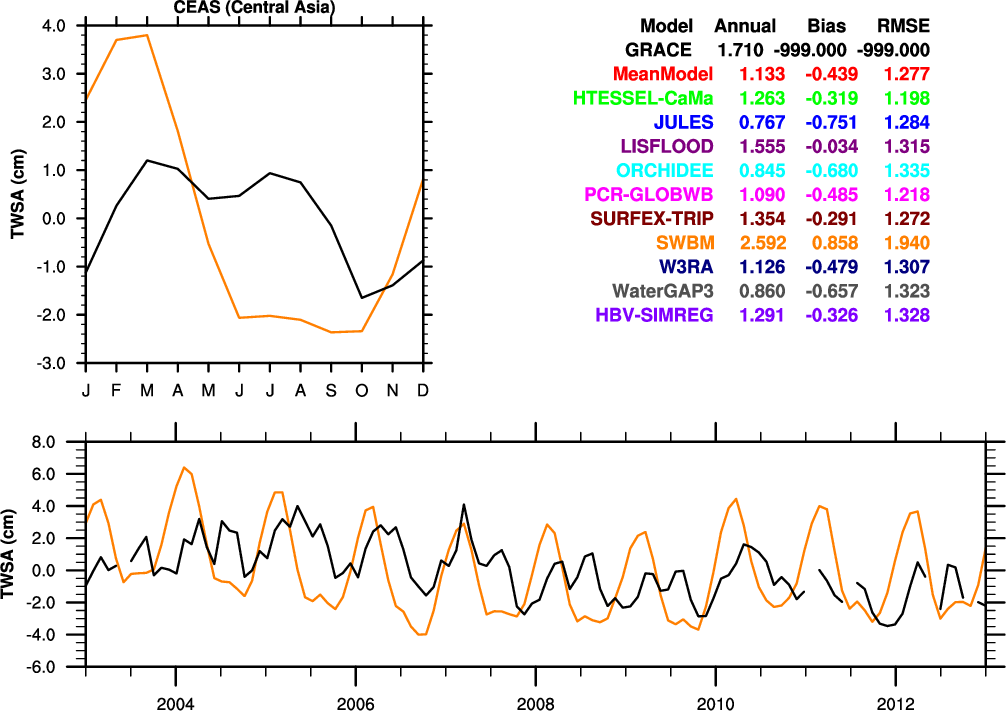 CEAS (Central Asia)
4.0
3.0
2.0
1.0
0.0
-1.0
-2.0
-3.0
TWSA (cm)
J F M A M J J A S O N D
Model Annual Bias RMSE
GRACE 1.710 -999.000 -999.000
MeanModel 1.133 -0.439 1.277
HTESSEL-CaMa 1.263 -0.319 1.198
JULES 0.767 -0.751 1.284
LISFLOOD 1.555 -0.034 1.315
ORCHIDEE 0.845 -0.680 1.335
PCR-GLOBWB 1.090 -0.485 1.218
SURFEX-TRIP 1.354 -0.291 1.272
SWBM 2.592 0.858 1.940
W3RA 1.126 -0.479 1.307
WaterGAP3 0.860 -0.657 1.323
HBV-SIMREG 1.291 -0.326 1.328
8.0
6.0
4.0
2.0
0.0
-2.0
-4.0
-6.0
TWSA (cm)
2004 2006 2008 2010 2012